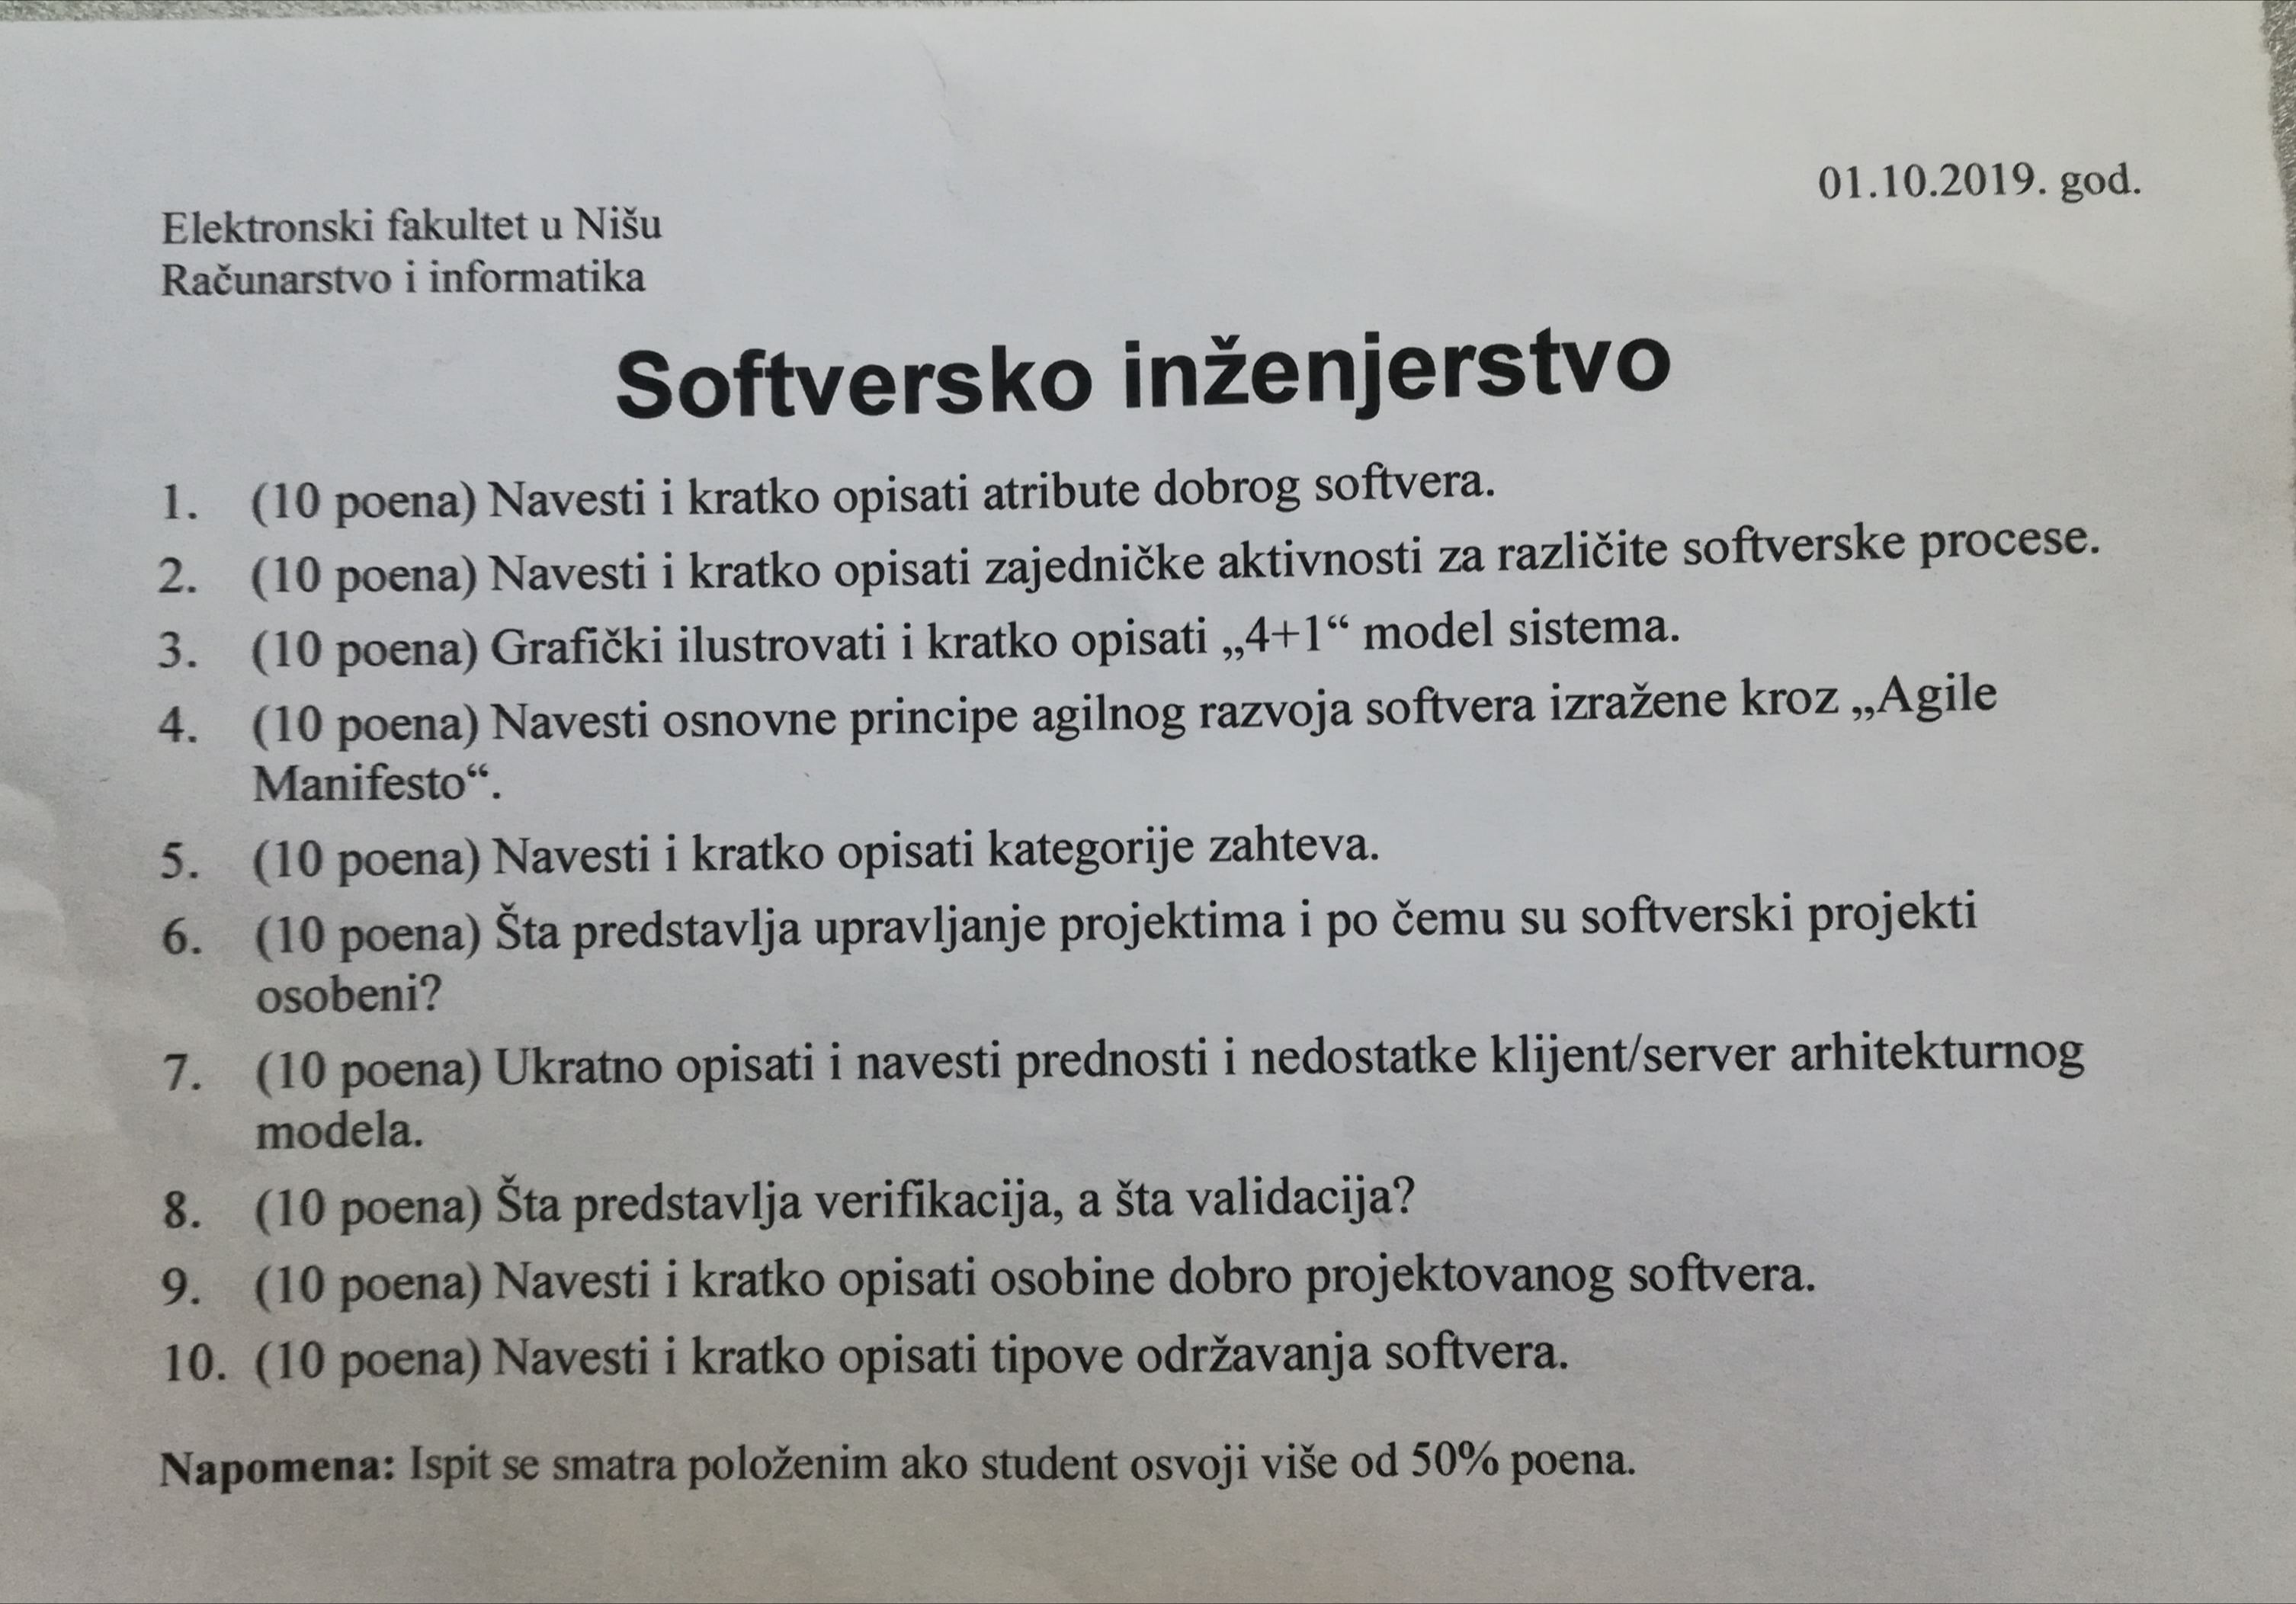 01.10.2019. god.
Elektronski fakultet u Nišu
Računarstvo i informatika
Softversko inženjerstvo
1. (10 poena) Navesti i kratko opisati atribute dobrog softvera.
2. (10 poena) Navesti i kratko opisati zajedničke aktivnosti za različite softverske procese.
3. (10 poena) Grafički ilustrovati i kratko opisati „4+1“ model sistema.
4. (10 poena) Navesti osnovne principe agilnog razvoja softvera izražene kroz „Agile
Manifesto“.
5. (10 poena) Navesti i kratko opisati kategorije zahteva.
6. (10 poena) Šta predstavlja upravljanje projektima i po čemu su softverski projekti
osobeni?
7. (10 poena) Ukratno opisati i navesti prednosti i nedostatke klijent/server arhitekturnog
modela.
8. (10 poena) Šta predstavlja verifikacija, a šta validacija?
9. (10 poena) Navesti i kratko opisati osobine dobro projektovanog softvera.
10. (10 poena) Navesti i kratko opisati tipove održavanja softvera.
Napomena: Ispit se smatra položenim ako student osvoji više od 50% poena.